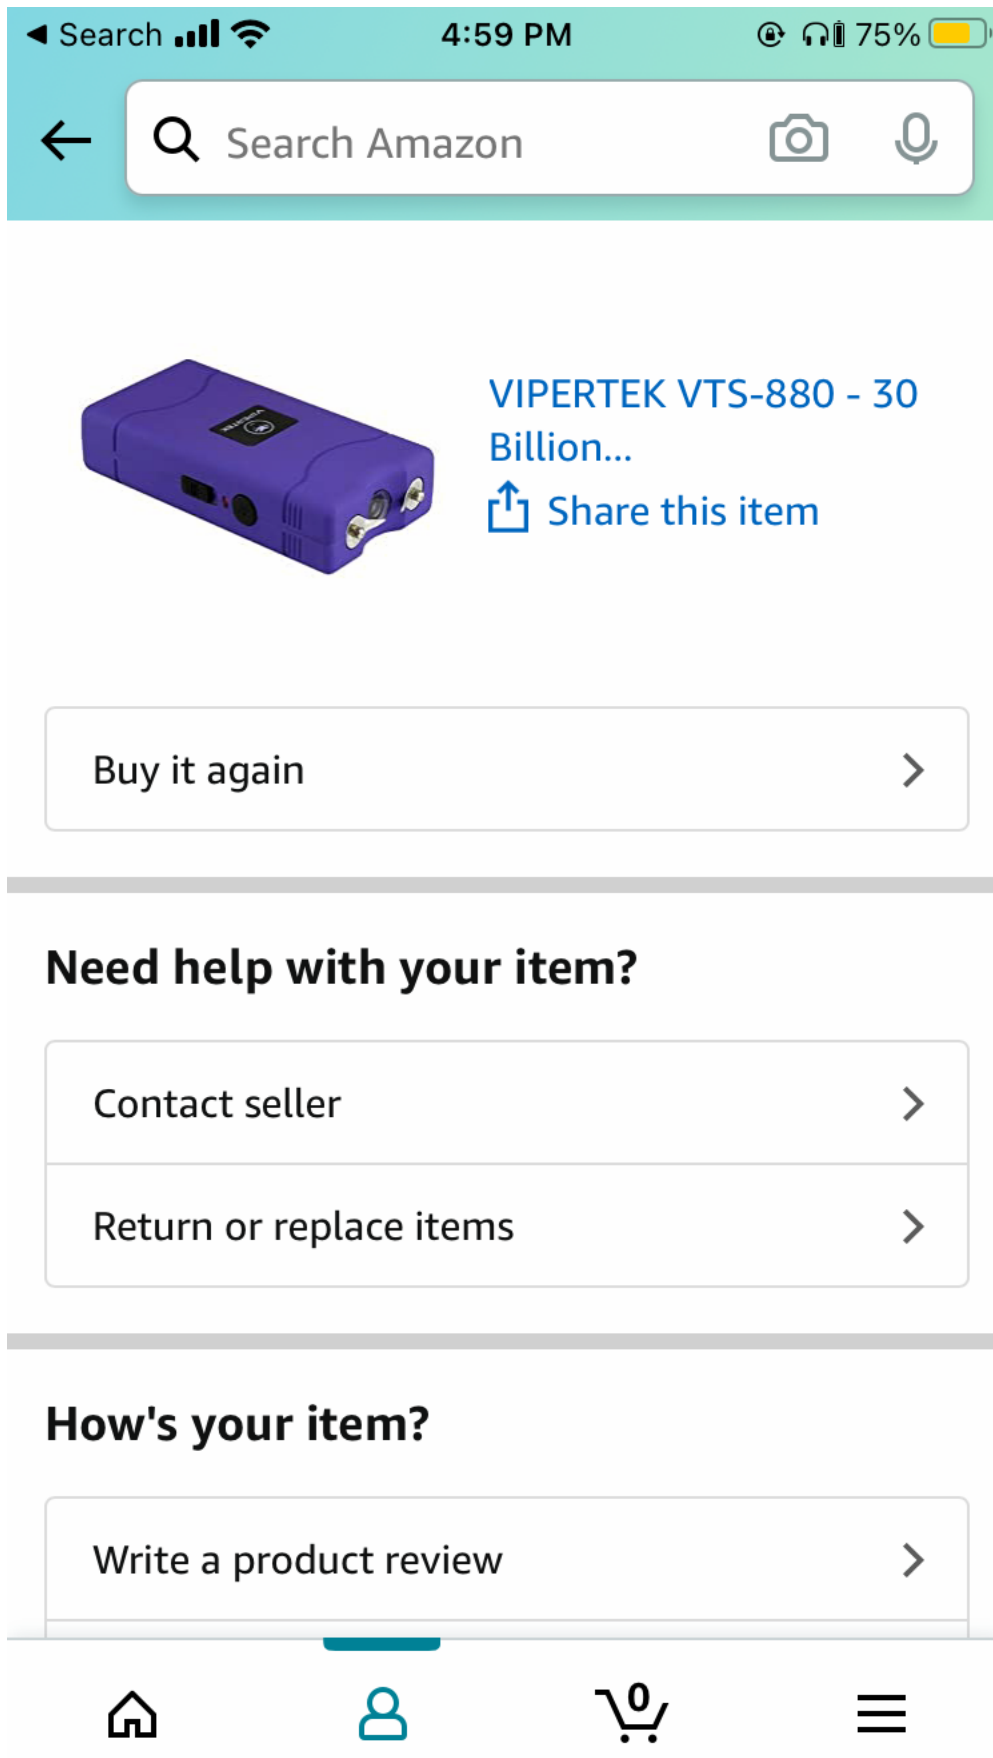 Search
4:59 PM
75%
Search Amazon
VIPERTEK
VIPERTEK VTS-880 - 30
Billion...
Share this item
Buy it again
Need help with your item?
Contact seller
Return or replace items
How's your item?
Write a product review
0